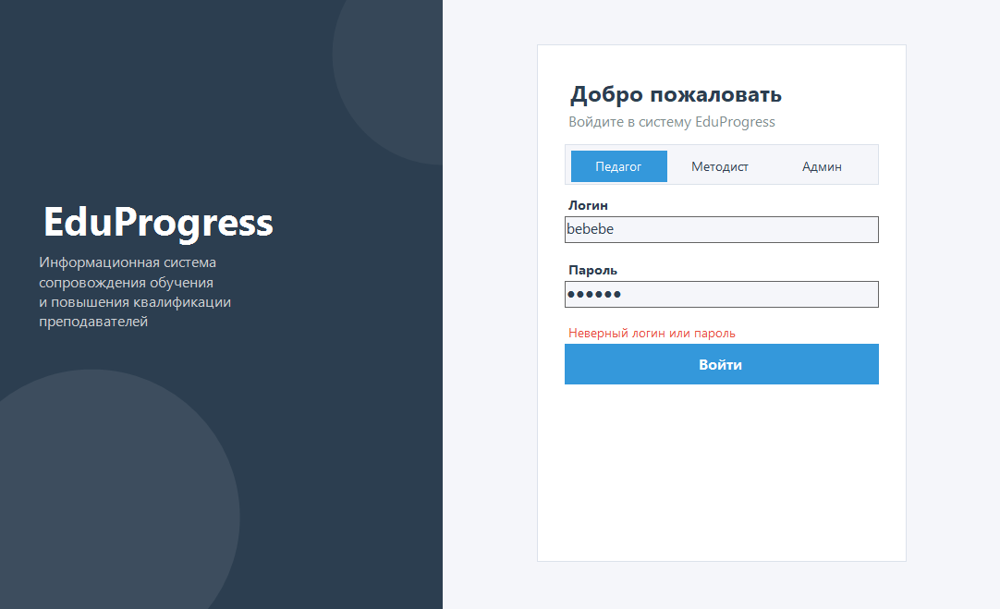 EduProgress
Информационная система
сопровождения обучения
и повышения квалификации
преподавателей
Добро пожаловать
Войдите в систему EduProgress
Педагог Методист Админ
Логин
bebebe
Пароль
●●●●●●
Неверный логин или пароль
Войти